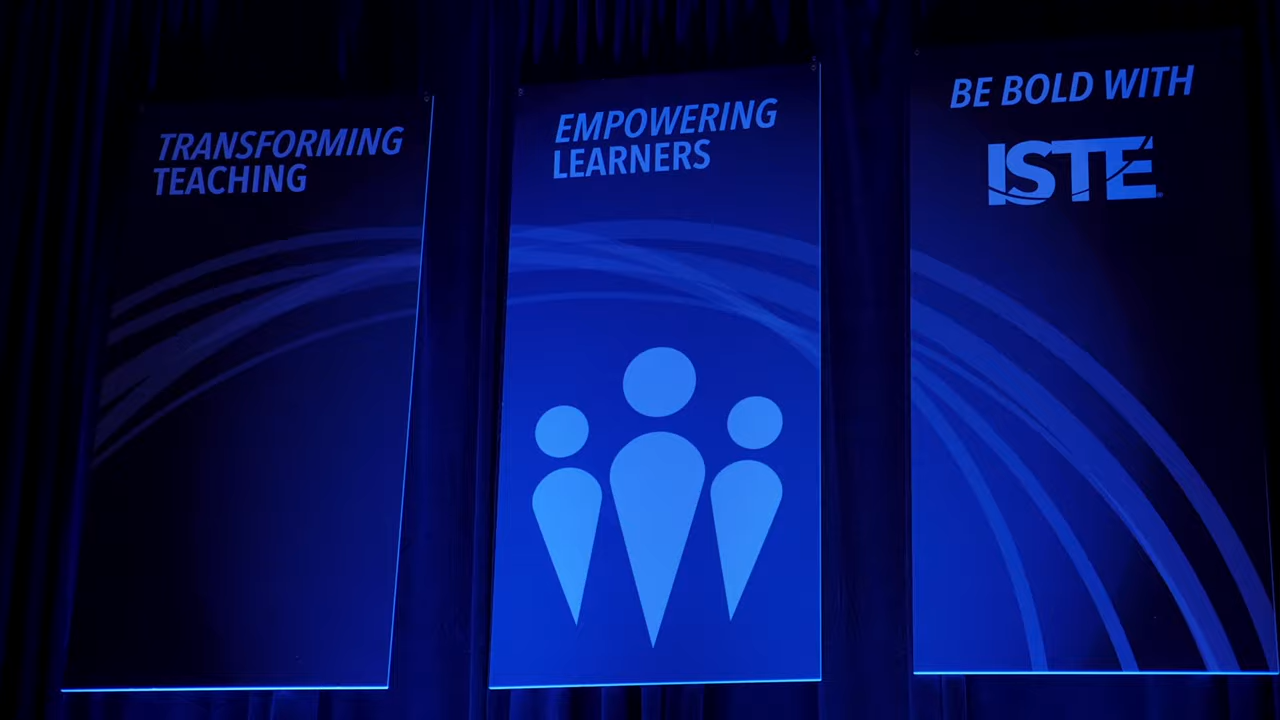 TRANSFORMING
TEACHING
EMPOWERING
LEARNERS
BE BOLD WITH
ISTE